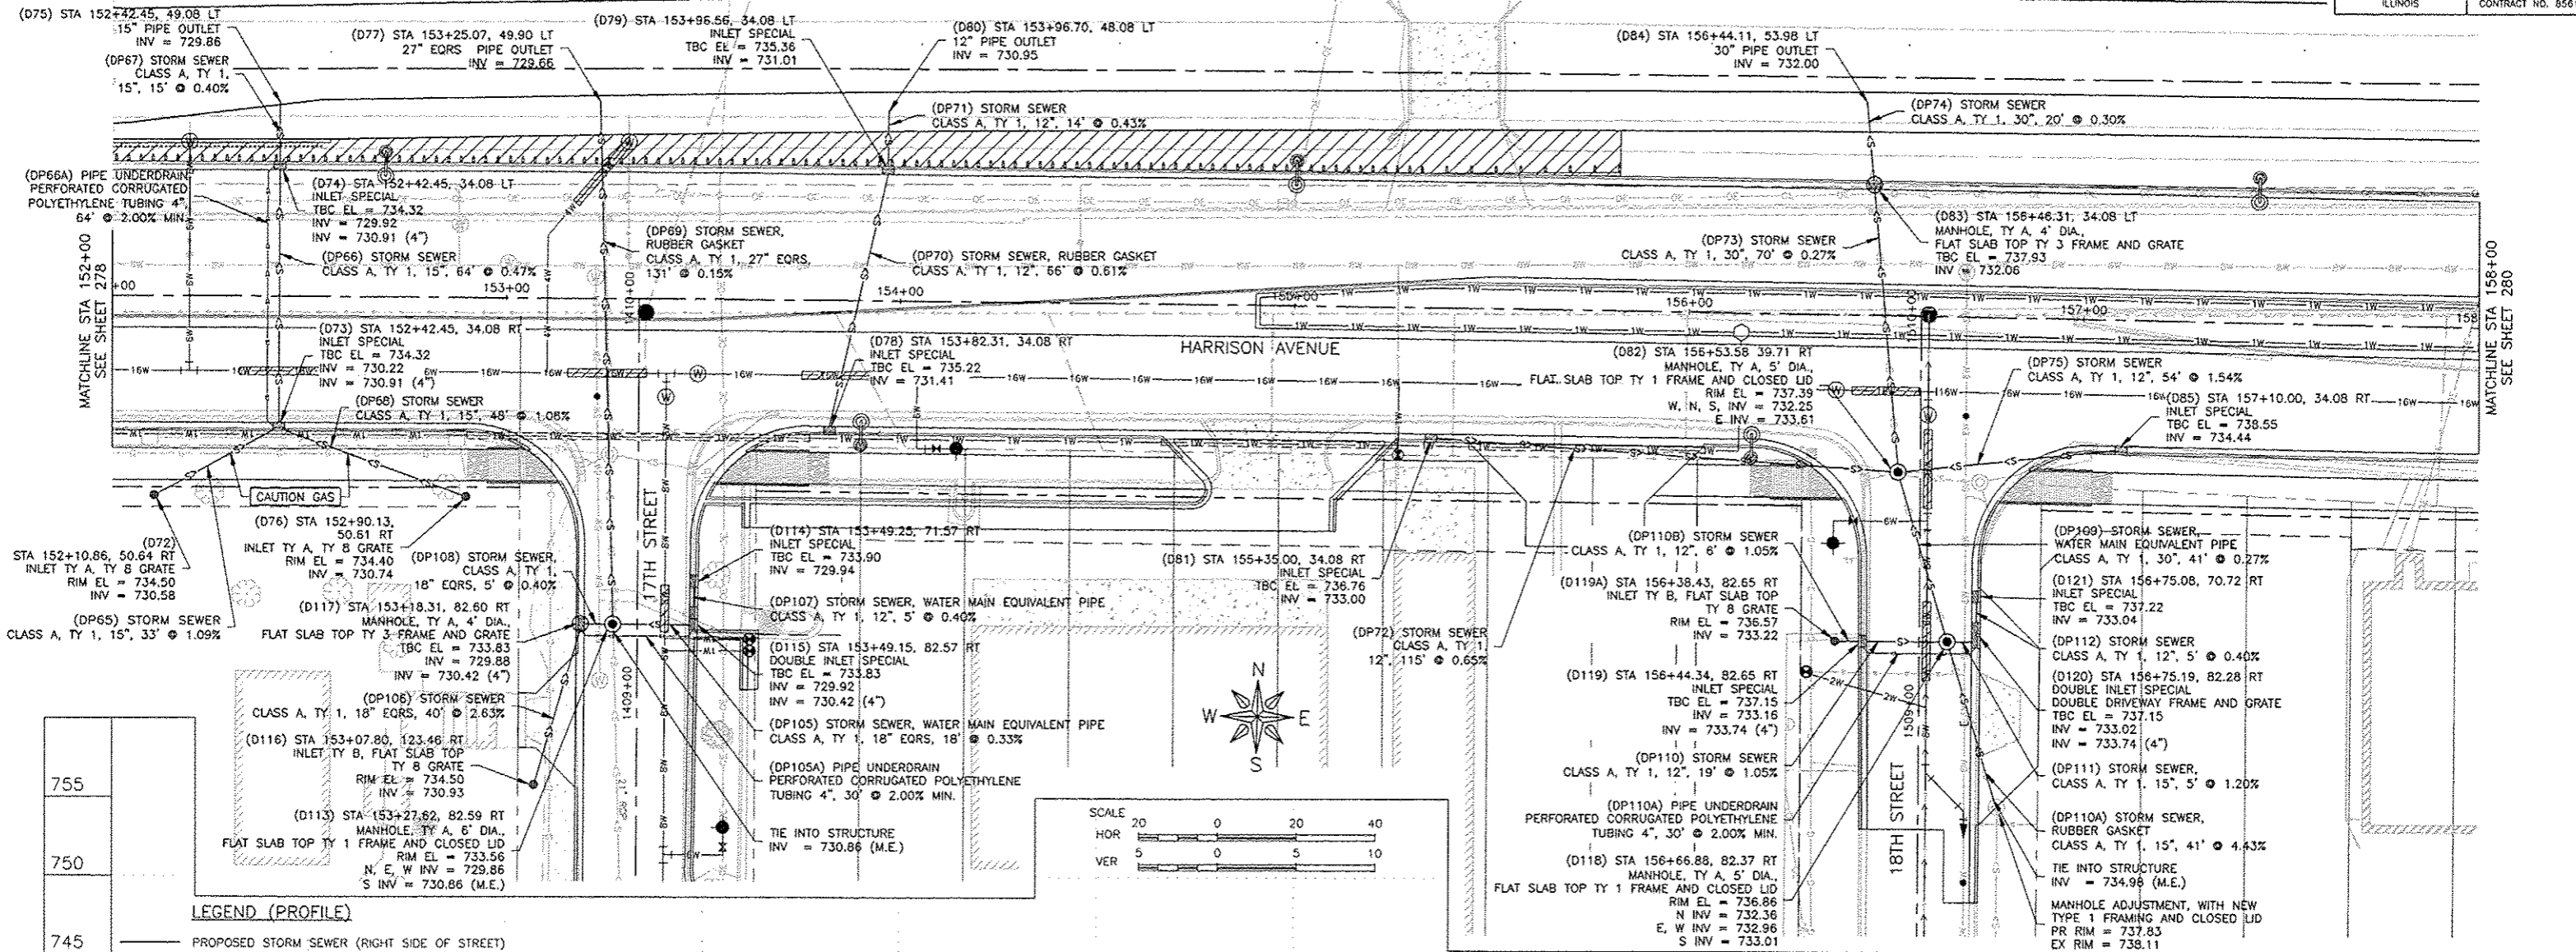 ILLINOIS
CONTRACT NO. 856
(D75) STA 152+42.45, 49.08 LT
15" PIPE OUTLET
INV = 729.86
(DP67) STORM SEWER
CLASS A, TY 1,
15", 15' @ 0.40%
(D77) STA 153+25.07, 49.90 LT
27" EQRS PIPE OUTLET
INV = 729.66
(D79) STA 153+96.56, 34.08 LT
INLET SPECIAL
TBC EL = 735.36
INV = 731.01
(D80) STA 153+96.70, 48.08 LT
12" PIPE OUTLET
INV = 730.95
(DP71) STORM SEWER
CLASS A, TY 1, 12", 14' @ 0.43%
(D84) STA 156+44.11, 53.98 LT
30" PIPE OUTLET
INV = 732.00
(DP74) STORM SEWER
CLASS A, TY 1, 30", 20' @ 0.30%
(DP66A) PIPE UNDERDRAIN
PERFORATED CORRUGATED
POLYETHYLENE TUBING 4",
64' @ 2.00% MIN.
(D74) STA 152+42.45, 34.08 LT
INLET SPECIAL
TBC EL = 734.32
INV = 729.92
INV = 730.91 (4")
(DP66) STORM SEWER
CLASS A, TY 1, 15", 64' @ 0.47%
(DP69) STORM SEWER,
RUBBER GASKET
CLASS A, TY 1, 27" EQRS,
131' @ 0.15%
(DP70) STORM SEWER, RUBBER GASKET
CLASS A, TY 1, 12", 66' @ 0.61%
(DP73) STORM SEWER
CLASS A, TY 1, 30", 70' @ 0.27%
(D83) STA 156+46.31, 34.08 LT
MANHOLE, TY A, 4' DIA.,
FLAT SLAB TOP TY 3 FRAME AND GRATE
TBC EL = 737.93
INV = 732.06
MATCHLINE STA 152+00
SEE SHEET 278
MATCHLINE STA 158+00
SEE SHEET 280
+00
153+00
154+00
155+00
156+00
157+00
158
1410+00
1510+00
HARRISON AVENUE
(D73) STA 152+42.45, 34.08 RT
INLET SPECIAL
TBC EL = 734.32
INV = 730.22
INV = 730.91 (4")
(DP68) STORM SEWER
CLASS A, TY 1, 15", 48' @ 1.08%
(D78) STA 153+82.31, 34.08 RT
INLET SPECIAL
TBC EL = 735.22
INV = 731.41
(D82) STA 156+53.58 39.71 RT
MANHOLE, TY A, 5' DIA.,
FLAT SLAB TOP TY 1 FRAME AND CLOSED LID
RIM EL = 737.39
W, N, S, INV = 732.25
E INV = 733.61
(DP75) STORM SEWER
CLASS A, TY 1, 12", 54' @ 1.54%
(D85) STA 157+10.00, 34.08 RT
INLET SPECIAL
TBC EL = 738.55
INV = 734.44
CAUTION GAS
(D72)
STA 152+10.86, 50.64 RT
INLET TY A, TY 8 GRATE
RIM EL = 734.50
INV = 730.58
(DP65) STORM SEWER
CLASS A, TY 1, 15", 33' @ 1.09%
(D76) STA 152+90.13,
50.61 RT
INLET TY A, TY 8 GRATE
RIM EL = 734.40
INV = 730.74
(DP108) STORM SEWER,
CLASS A, TY 1,
18" EQRS, 5' @ 0.40%
(D117) STA 153+18.31, 82.60 RT
MANHOLE, TY A, 4' DIA.,
FLAT SLAB TOP TY 3 FRAME AND GRATE
TBC EL = 733.83
INV = 729.88
INV = 730.42 (4")
(DP106) STORM SEWER
CLASS A, TY 1, 18" EQRS, 40' @ 2.63%
(D116) STA 153+07.80, 123.46 RT
INLET TY B, FLAT SLAB TOP
TY 8 GRATE
RIM EL = 734.50
INV = 730.93
(D113) STA 153+27.62, 82.59 RT
MANHOLE, TY A, 6' DIA.,
FLAT SLAB TOP TY 1 FRAME AND CLOSED LID
RIM EL = 733.56
N, E, W INV = 729.86
S INV = 730.86 (M.E.)
17TH STREET
1409+00
21" RCP
(D114) STA 153+49.25, 71.57 RT
INLET SPECIAL
TBC EL = 733.90
INV = 729.94
(DP107) STORM SEWER, WATER MAIN EQUIVALENT PIPE
CLASS A, TY 1, 12", 5' @ 0.40%
(D115) STA 153+49.15, 82.57 RT
DOUBLE INLET SPECIAL
TBC EL = 733.83
INV = 729.92
INV = 730.42 (4")
(DP105) STORM SEWER, WATER MAIN EQUIVALENT PIPE
CLASS A, TY 1, 18" EQRS, 18' @ 0.33%
(DP105A) PIPE UNDERDRAIN
PERFORATED CORRUGATED POLYETHYLENE
TUBING 4", 30' @ 2.00% MIN.
TIE INTO STRUCTURE
INV = 730.86 (M.E.)
(D81) STA 155+35.00, 34.08 RT
INLET SPECIAL
TBC EL = 736.76
INV = 733.00
(DP72) STORM SEWER
CLASS A, TY 1,
12", 115' @ 0.65%
N
W E
S
(DP110B) STORM SEWER
CLASS A, TY 1, 12", 6' @ 1.05%
(D119A) STA 156+38.43, 82.65 RT
INLET TY B, FLAT SLAB TOP
TY 8 GRATE
RIM EL = 736.57
INV = 733.22
(D119) STA 156+44.34, 82.65 RT
INLET SPECIAL
TBC EL = 737.15
INV = 733.16
INV = 733.74 (4")
(DP110) STORM SEWER
CLASS A, TY 1, 12", 19' @ 1.05%
(DP110A) PIPE UNDERDRAIN
PERFORATED CORRUGATED POLYETHYLENE
TUBING 4", 30' @ 2.00% MIN.
(D118) STA 156+66.88, 82.37 RT
MANHOLE, TY A, 5' DIA.,
FLAT SLAB TOP TY 1 FRAME AND CLOSED LID
RIM EL = 736.86
N INV = 732.36
E, W INV = 732.96
S INV = 733.01
18TH STREET
1509+00
(DP109) STORM SEWER,
WATER MAIN EQUIVALENT PIPE
CLASS A, TY 1, 30", 41' @ 0.27%
(D121) STA 156+75.08, 70.72 RT
INLET SPECIAL
TBC EL = 737.22
INV = 733.04
(DP112) STORM SEWER
CLASS A, TY 1, 12", 5' @ 0.40%
(D120) STA 156+75.19, 82.28 RT
DOUBLE INLET SPECIAL
DOUBLE DRIVEWAY FRAME AND GRATE
TBC EL = 737.15
INV = 733.02
INV = 733.74 (4")
(DP111) STORM SEWER,
CLASS A, TY 1, 15", 5' @ 1.20%
(DP110A) STORM SEWER,
RUBBER GASKET
CLASS A, TY 1, 15", 41' @ 4.43%
TIE INTO STRUCTURE
INV = 734.98 (M.E.)
MANHOLE ADJUSTMENT, WITH NEW
TYPE 1 FRAMING AND CLOSED LID
PR RIM = 737.83
EX RIM = 738.11
SCALE
HOR 20 0 20 40
VER 5 0 5 10
755
750
745
LEGEND (PROFILE)
PROPOSED STORM SEWER (RIGHT SIDE OF STREET)